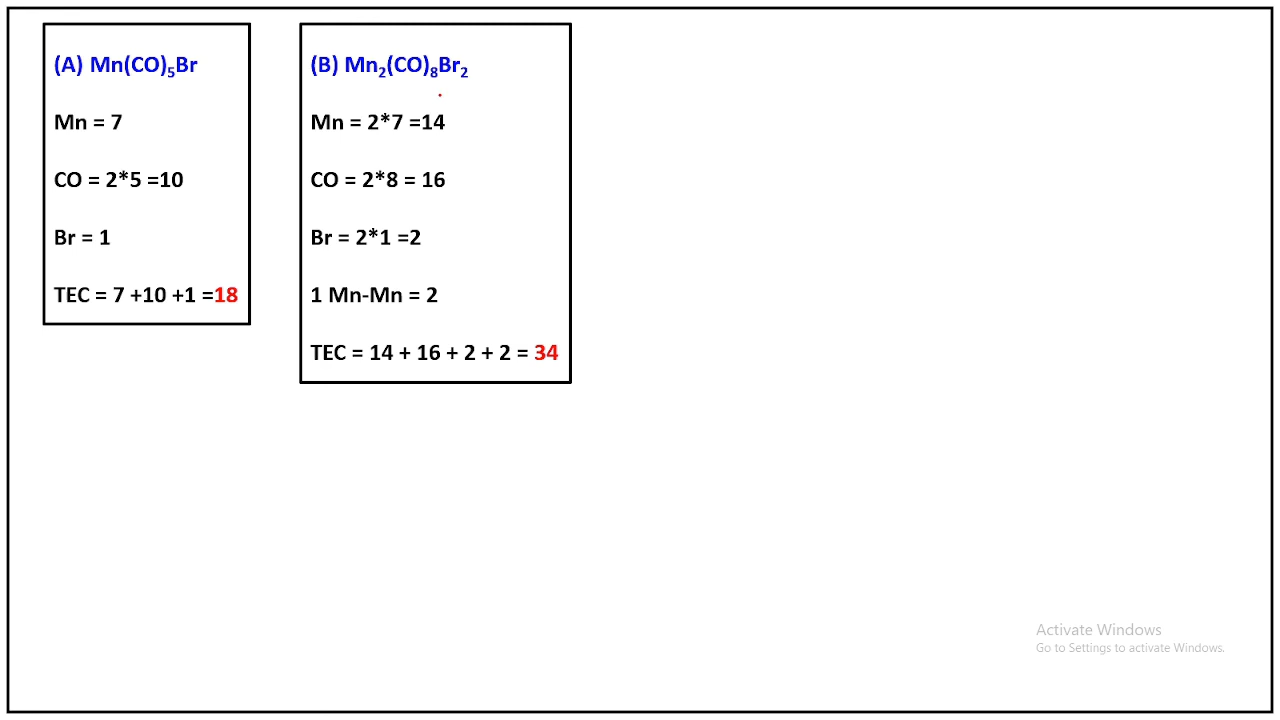 (A) Mn(CO)₅Br
Mn = 7
CO = 2*5 =10
Br = 1
TEC = 7 +10 +1 =18
(B) Mn₂(CO)₈Br₂
Mn = 2*7 =14
CO = 2*8 = 16
Br = 2*1 =2
1 Mn-Mn = 2
TEC = 14 + 16 + 2 + 2 = 34
Activate Windows
Go to Settings to activate Windows.